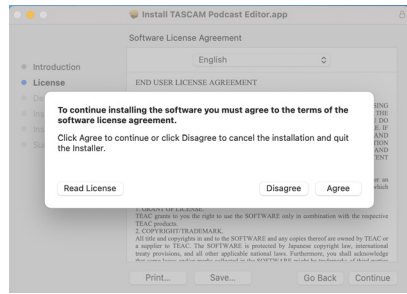 Install TASCAM Podcast Editor.app
Software License Agreement
English
Introduction
License
END USER LICENSE AGREEMENT
To continue installing the software you must agree to the terms of the
software license agreement.
Click Agree to continue or click Disagree to cancel the installation and quit
the Installer.
Read License
Disagree
Agree
1. GRANT OF LICENSE.
TEAC grants to you the right to use the SOFTWARE only in combination with the respective
TEAC products.
2. COPYRIGHT/TRADEMARK.
All title and copyrights in and to the SOFTWARE and any copies thereof are owned by TEAC or
a supplier to TEAC. The SOFTWARE is protected by Japanese copyright law, international
treaty provisions, and all other applicable national laws. Furthermore, you shall acknowledge
Print...
Save...
Go Back
Continue